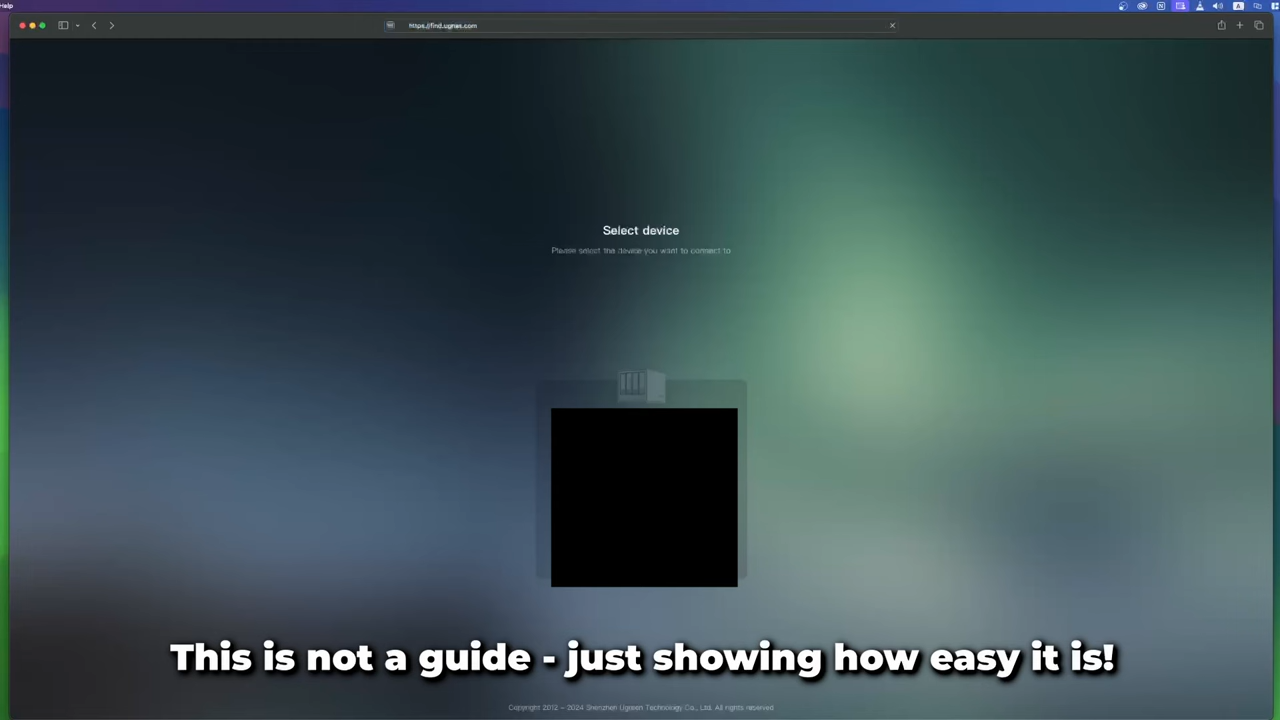 Help
https://find.ugnas.com
Select device
Please select the device you want to connect to
This is not a guide - just showing how easy it is!
Copyright 2012 – 2024 Shenzhen Ugreen Technology Co., Ltd. All rights reserved